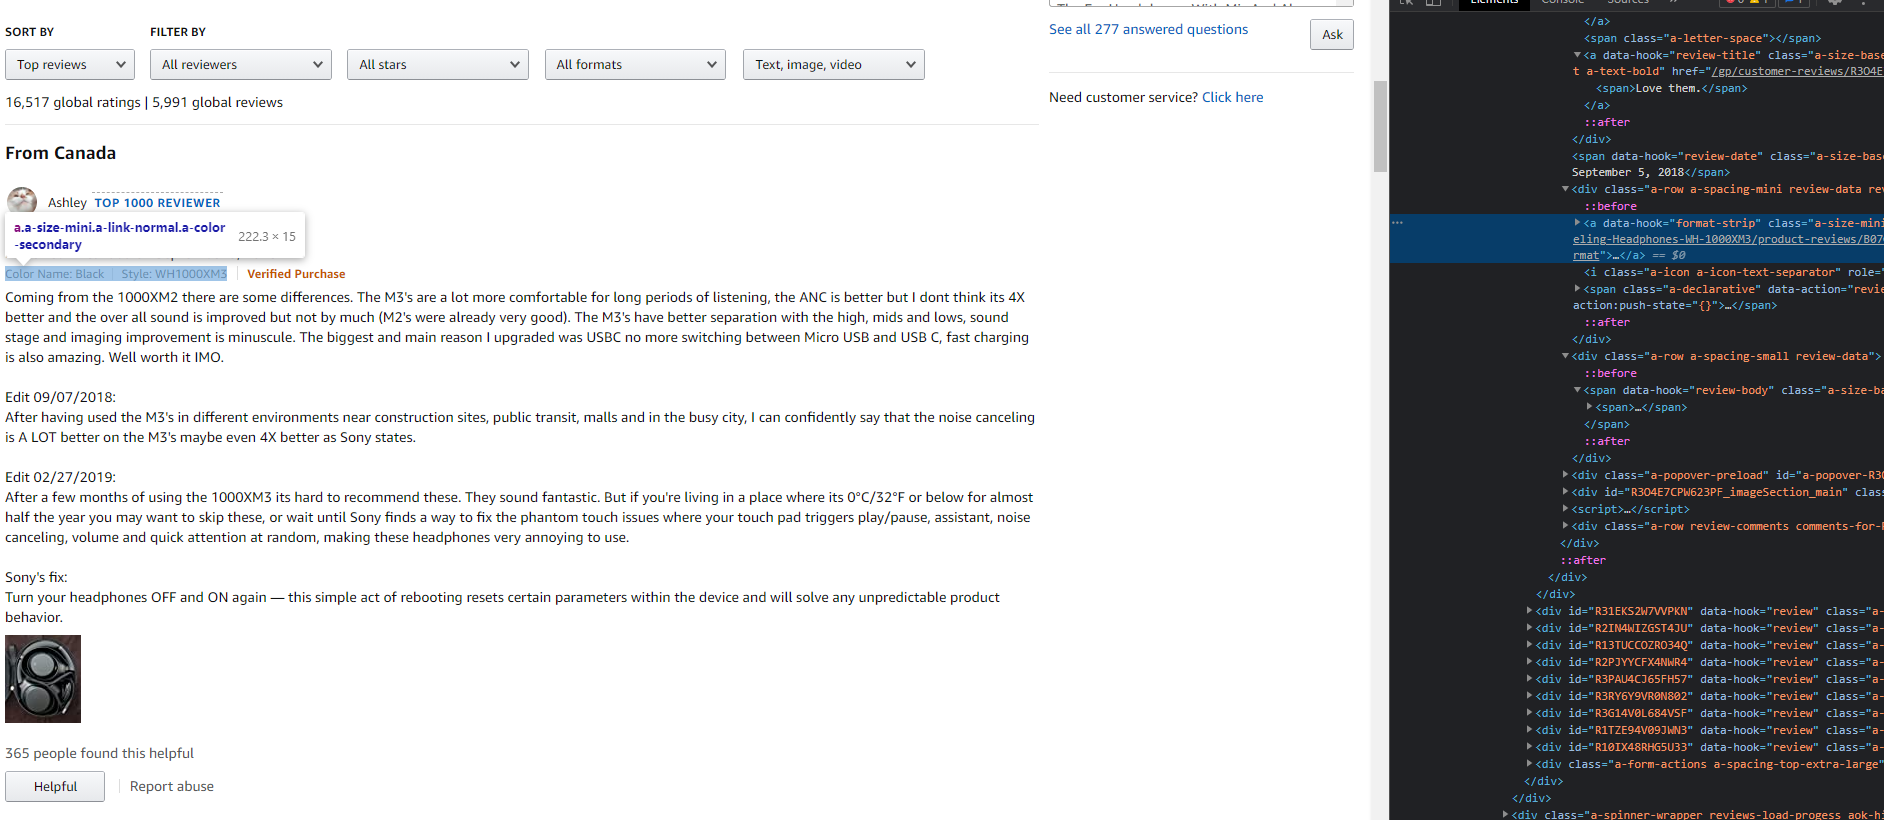 SORT BY
FILTER BY
Top reviews
All reviewers
All stars
All formats
Text, image, video
16,517 global ratings | 5,991 global reviews
From Canada
Ashley TOP 1000 REVIEWER
a.a-size-mini.a-link-normal.a-color
-secondary
222.3 × 15
Color Name: Black
Style: WH1000XM3
Verified Purchase
Coming from the 1000XM2 there are some differences. The M3's are a lot more comfortable for long periods of listening, the ANC is better but I dont think its 4X
better and the over all sound is improved but not by much (M2's were already very good). The M3's have better separation with the high, mids and lows, sound
stage and imaging improvement is minuscule. The biggest and main reason I upgraded was USBC no more switching between Micro USB and USB C, fast charging
is also amazing. Well worth it IMO.
Edit 09/07/2018:
After having used the M3's in different environments near construction sites, public transit, malls and in the busy city, I can confidently say that the noise canceling
is A LOT better on the M3's maybe even 4X better as Sony states.
Edit 02/27/2019:
After a few months of using the 1000XM3 its hard to recommend these. They sound fantastic. But if you're living in a place where its 0°C/32°F or below for almost
half the year you may want to skip these, or wait until Sony finds a way to fix the phantom touch issues where your touch pad triggers play/pause, assistant, noise
canceling, volume and quick attention at random, making these headphones very annoying to use.
Sony's fix:
Turn your headphones OFF and ON again — this simple act of rebooting resets certain parameters within the device and will solve any unpredictable product
behavior.
365 people found this helpful
Helpful
Report abuse
See all 277 answered questions
Ask
Need customer service? Click here
Elements Console Sources
</a>
<span class="a-letter-space"></span>
<a data-hook="review-title" class="a-size-base
t a-text-bold" href="/gp/customer-reviews/R3O4E
<span>Love them.</span>
</a>
::after
</div>
<span data-hook="review-date" class="a-size-bas
September 5, 2018</span>
<div class="a-row a-spacing-mini review-data rev
::before
<a data-hook="format-strip" class="a-size-mini
eling-Headphones-WH-1000XM3/product-reviews/B07
rmat">…</a> == $0
<i class="a-icon a-icon-text-separator" role=
<span class="a-declarative" data-action="revie
action:push-state="{}">…</span>
::after
</div>
<div class="a-row a-spacing-small review-data">
::before
<span data-hook="review-body" class="a-size-ba
<span>…</span>
</span>
::after
</div>
<div class="a-popover-preload" id="a-popover-R3O
<div id="R3O4E7CPW623PF_imageSection_main" class
<script>…</script>
<div class="a-row review-comments comments-for-R
</div>
::after
</div>
</div>
<div id="R31EKS2W7VVPKN" data-hook="review" class="a-
<div id="R2IN4WIZGST4JU" data-hook="review" class="a-
<div id="R13TUCCOZRO34Q" data-hook="review" class="a-
<div id="R2PJYYCFX4NWR4" data-hook="review" class="a-
<div id="R3PAU4CJ65FH57" data-hook="review" class="a-
<div id="R3RY6Y9VR0N802" data-hook="review" class="a-
<div id="R3G14V0L684VSF" data-hook="review" class="a-
<div id="R1TZE94V09JWN3" data-hook="review" class="a-
<div id="R10IX48RHG5U33" data-hook="review" class="a-
<div class="a-form-actions a-spacing-top-extra-large"
</div>
</div>
<div class="a-spinner-wrapper reviews-load-progess aok-hi